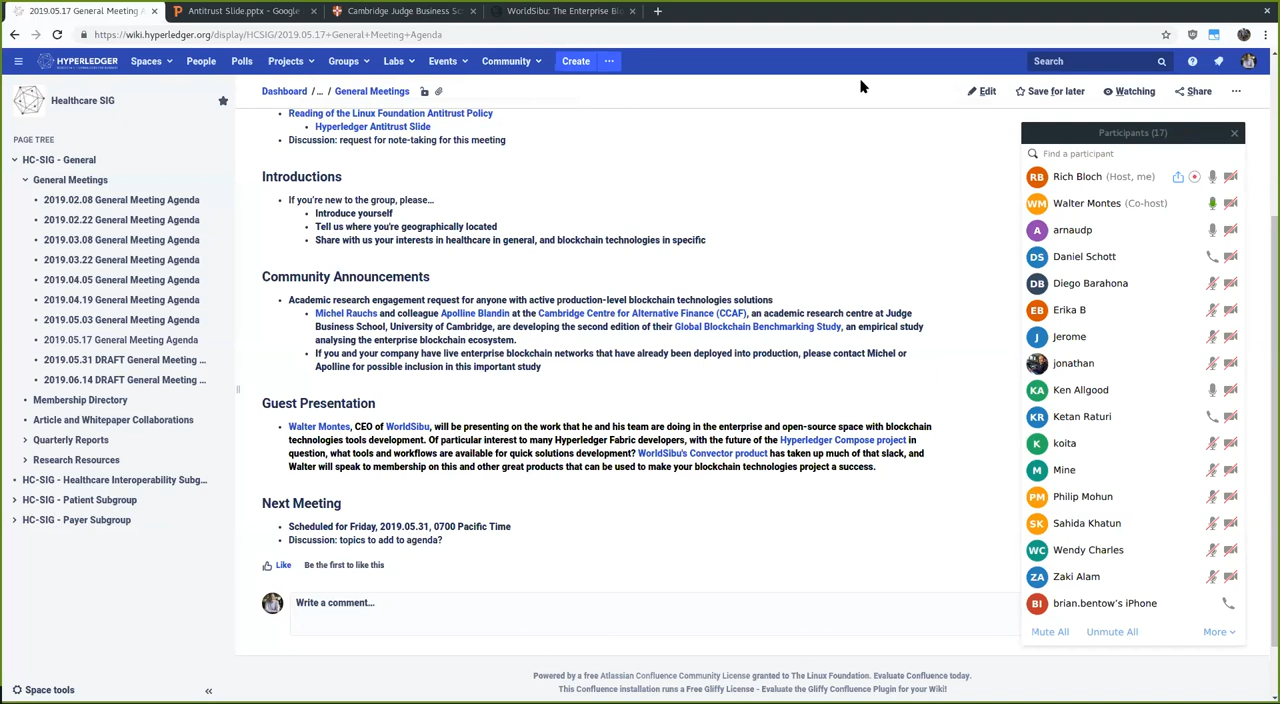 2019.05.17 General Meeting A
Antitrust Slide.pptx - Google
Cambridge Judge Business Sc
WorldSibu: The Enterprise Blo
https://wiki.hyperledger.org/display/HCSIG/2019.05.17+General+Meeting+Agenda
HYPERLEDGER
Spaces
People
Polls
Projects
Groups
Labs
Events
Community
Create
Search
Healthcare SIG
PAGE TREE
HC-SIG - General
General Meetings
2019.02.08 General Meeting Agenda
2019.02.22 General Meeting Agenda
2019.03.08 General Meeting Agenda
2019.03.22 General Meeting Agenda
2019.04.05 General Meeting Agenda
2019.04.19 General Meeting Agenda
2019.05.03 General Meeting Agenda
2019.05.17 General Meeting Agenda
2019.05.31 DRAFT General Meeting ...
2019.06.14 DRAFT General Meeting ...
Membership Directory
Article and Whitepaper Collaborations
Quarterly Reports
Research Resources
HC-SIG - Healthcare Interoperability Subg...
HC-SIG - Patient Subgroup
HC-SIG - Payer Subgroup
Space tools
Dashboard /... / General Meetings
Edit
Save for later
Watching
Share
Reading of the Linux Foundation Antitrust Policy
Hyperledger Antitrust Slide
Discussion: request for note-taking for this meeting
Introductions
If you're new to the group, please...
Introduce yourself
Tell us where you're geographically located
Share with us your interests in healthcare in general, and blockchain technologies in specific
Community Announcements
Academic research engagement request for anyone with active production-level blockchain technologies solutions
Michel Rauchs and colleague Apolline Blandin at the Cambridge Centre for Alternative Finance (CCAF), an academic research centre at Judge
Business School, University of Cambridge, are developing the second edition of their Global Blockchain Benchmarking Study, an empirical study
analysing the enterprise blockchain ecosystem.
If you and your company have live enterprise blockchain networks that have already been deployed into production, please contact Michel or
Apolline for possible inclusion in this important study
Guest Presentation
Walter Montes, CEO of WorldSibu, will be presenting on the work that he and his team are doing in the enterprise and open-source space with blockchain
technologies tools development. Of particular interest to many Hyperledger Fabric developers, with the future of the Hyperledger Compose project in
question, what tools and workflows are available for quick solutions development? WorldSibu's Convector product has taken up much of that slack, and
Walter will speak to membership on this and other great products that can be used to make your blockchain technologies project a success.
Next Meeting
Scheduled for Friday, 2019.05.31, 0700 Pacific Time
Discussion: topics to add to agenda?
Like
Be the first to like this
Write a comment...
Powered by a free Atlassian Confluence Community License granted to The Linux Foundation. Evaluate Confluence today.
This Confluence installation runs a Free Gliffy License - Evaluate the Gliffy Confluence Plugin for your Wiki!
Participants (17)
Find a participant
RB Rich Bloch (Host, me)
WM Walter Montes (Co-host)
A arnaudp
DS Daniel Schott
DB Diego Barahona
EB Erika B
J Jerome
jonathan
KA Ken Allgood
KR Ketan Raturi
K koita
M Mine
PM Philip Mohun
SK Sahida Khatun
WC Wendy Charles
ZA Zaki Alam
BI brian.bentow's iPhone
Mute All
Unmute All
More